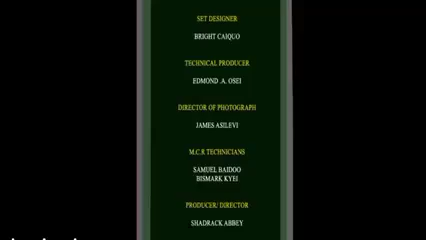 SET DESIGNER
BRIGHT CAIQUO
TECHNICAL PRODUCER
EDMOND .A. OSEI
DIRECTOR OF PHOTOGRAPH
JAMES ASILEVI
M.C.R TECHNICIANS
SAMUEL BAIDOO
BISMARK KYEI
PRODUCER/ DIRECTOR
SHADRACK ABBEY